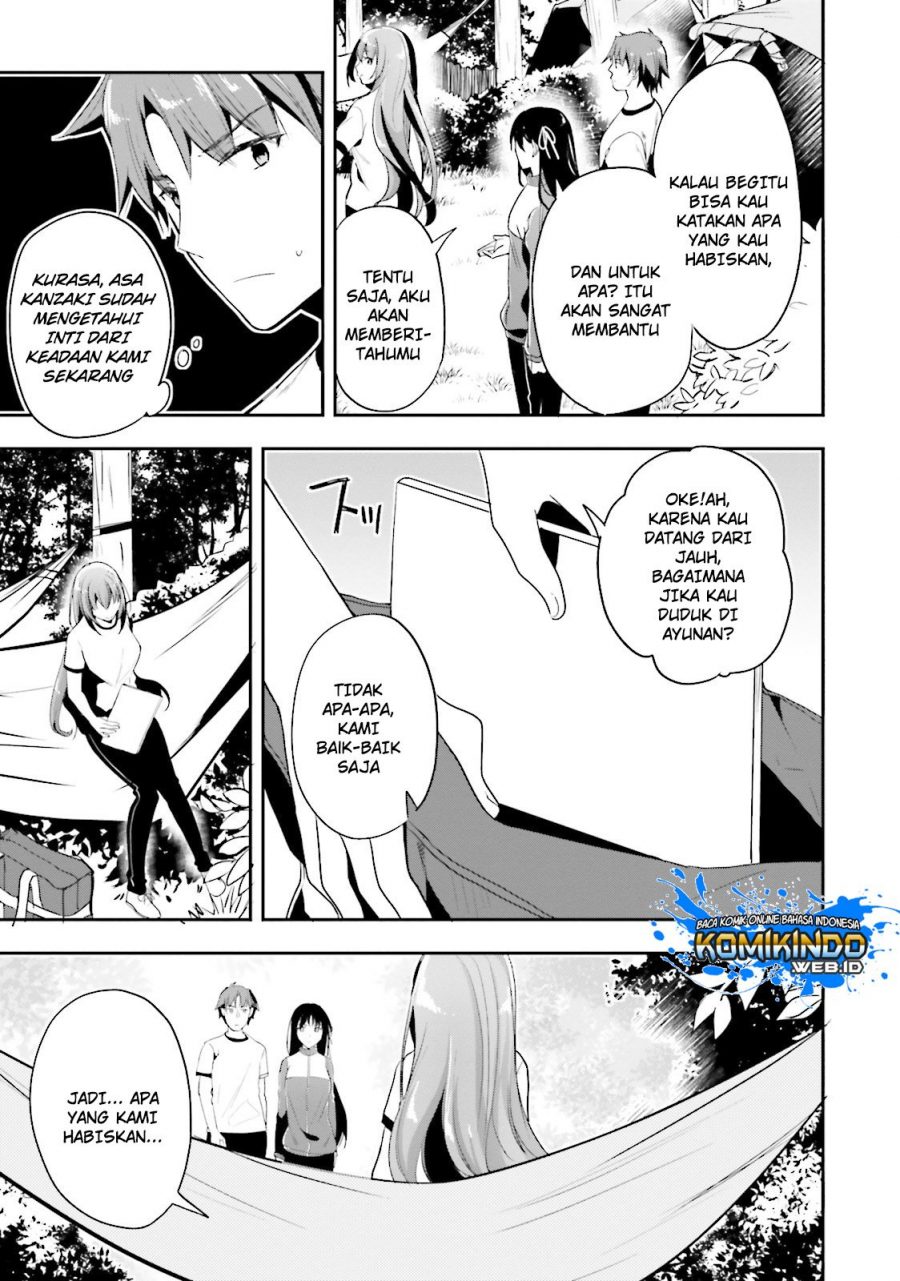 KALAU BEGITU
BISA KAU
KATAKAN APA
YANG KAU
HABISKAN,
DAN UNTUK
APA? ITU
AKAN SANGAT
MEMBANTU
TENTU
SAJA, AKU
AKAN
MEMBERI-
TAHUMU
KURASA, ASA
KANZAKI SUDAH
MENGETAHUI
INTI DARI
KEADAAN KAMI
SEKARANG
OKE!AH,
KARENA KAU
DATANG DARI
JAUH,
BAGAIMANA
JIKA KAU
DUDUK DI
AYUNAN?
スッ
TIDAK
APA-APA,
KAMI
BAIK-BAIK
SAJA
BACA KOMIK ONLINE BAHASA INDONESIA
KOMIKINDO
WEB.ID
JADI... APA
YANG KAMI
HABISKAN...